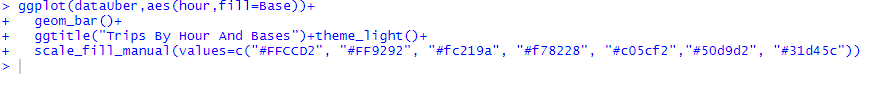 > ggplot(dataUber,aes(hour,fill=Base))+
+   geom_bar()+
+   ggtitle("Trips By Hour And Bases")+theme_light()+
+   scale_fill_manual(values=c("#FFCCD2", "#FF9292", "#fc219a", "#f78228", "#c05cf2","#50d9d2", "#31d45c"))
>